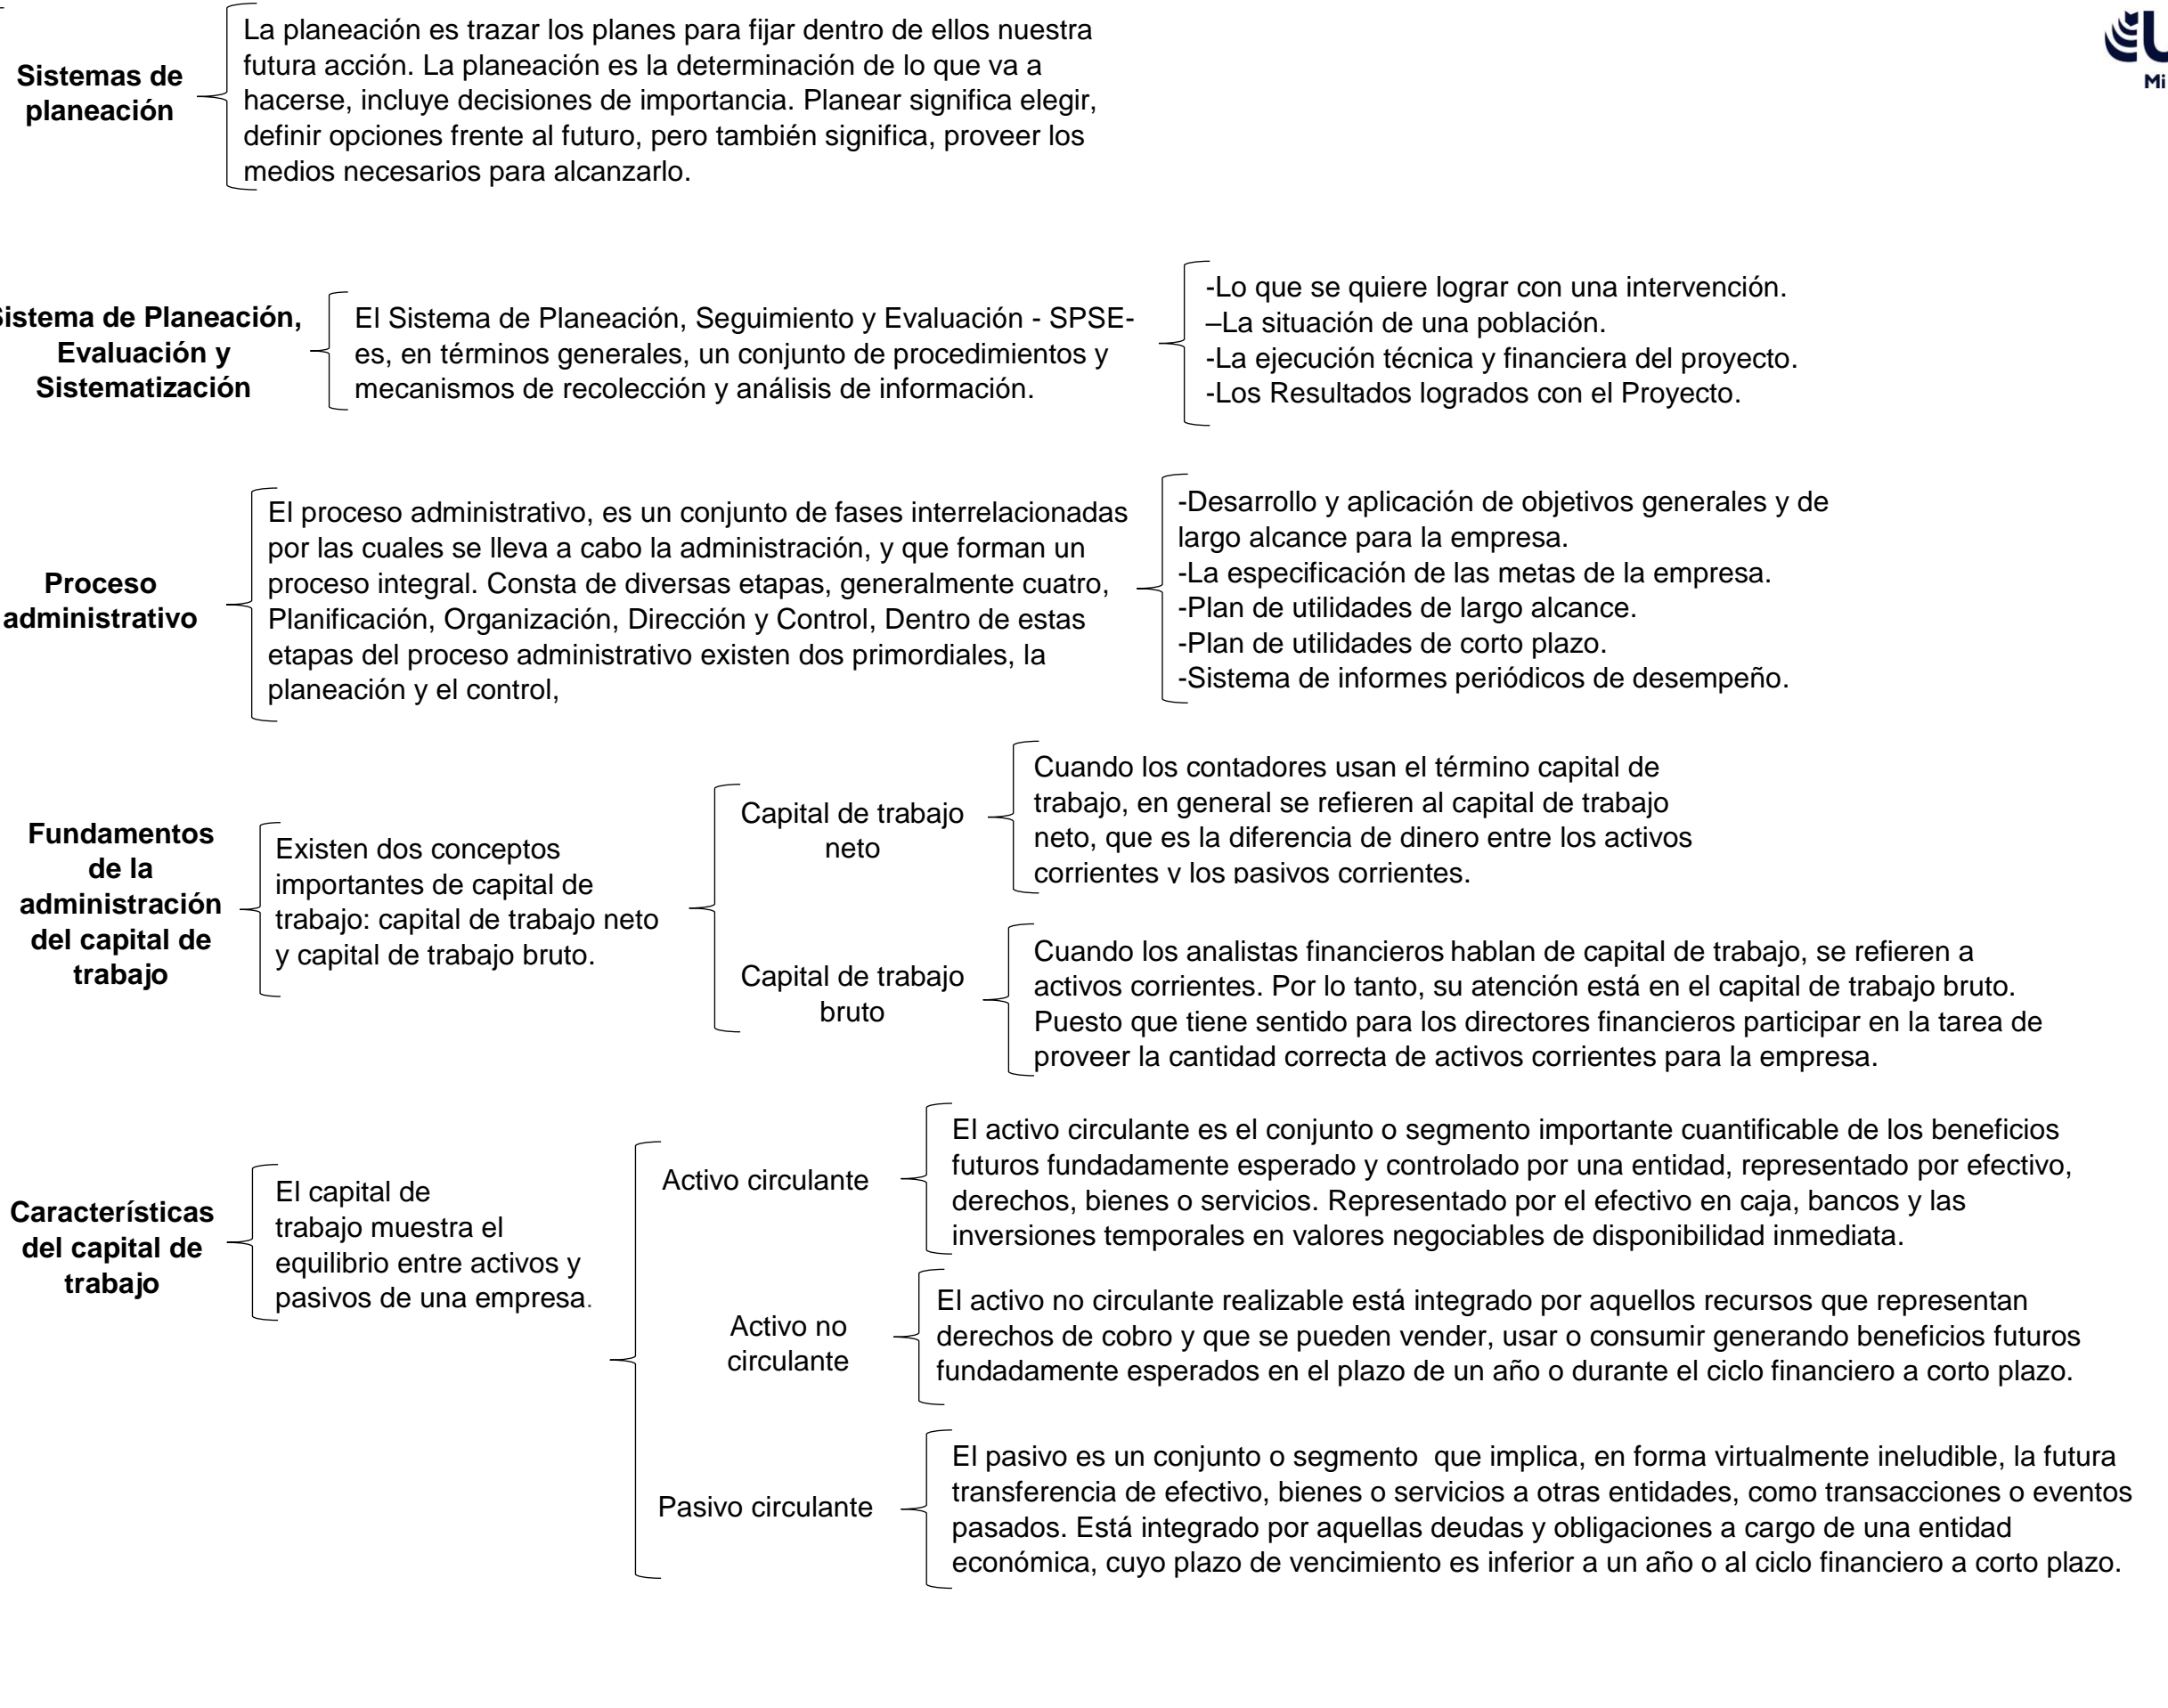 Sistemas de
planeación
La planeación es trazar los planes para fijar dentro de ellos nuestra
futura acción. La planeación es la determinación de lo que va a
hacerse, incluye decisiones de importancia. Planear significa elegir,
definir opciones frente al futuro, pero también significa, proveer los
medios necesarios para alcanzarlo.
Mi
Sistema de Planeación,
Evaluación y
Sistematización
El Sistema de Planeación, Seguimiento y Evaluación - SPSE-
es, en términos generales, un conjunto de procedimientos y
mecanismos de recolección y análisis de información.
-Lo que se quiere lograr con una intervención.
–La situación de una población.
-La ejecución técnica y financiera del proyecto.
-Los Resultados logrados con el Proyecto.
Proceso
administrativo
El proceso administrativo, es un conjunto de fases interrelacionadas
por las cuales se lleva a cabo la administración, y que forman un
proceso integral. Consta de diversas etapas, generalmente cuatro,
Planificación, Organización, Dirección y Control, Dentro de estas
etapas del proceso administrativo existen dos primordiales, la
planeación y el control,
-Desarrollo y aplicación de objetivos generales y de
largo alcance para la empresa.
-La especificación de las metas de la empresa.
-Plan de utilidades de largo alcance.
-Plan de utilidades de corto plazo.
-Sistema de informes periódicos de desempeño.
Fundamentos
de la
administración
del capital de
trabajo
Existen dos conceptos
importantes de capital de
trabajo: capital de trabajo neto
y capital de trabajo bruto.
Capital de trabajo
neto
Cuando los contadores usan el término capital de
trabajo, en general se refieren al capital de trabajo
neto, que es la diferencia de dinero entre los activos
corrientes y los pasivos corrientes.
Capital de trabajo
bruto
Cuando los analistas financieros hablan de capital de trabajo, se refieren a
activos corrientes. Por lo tanto, su atención está en el capital de trabajo bruto.
Puesto que tiene sentido para los directores financieros participar en la tarea de
proveer la cantidad correcta de activos corrientes para la empresa.
Características
del capital de
trabajo
El capital de
trabajo muestra el
equilibrio entre activos y
pasivos de una empresa.
Activo circulante
El activo circulante es el conjunto o segmento importante cuantificable de los beneficios
futuros fundadamente esperado y controlado por una entidad, representado por efectivo,
derechos, bienes o servicios. Representado por el efectivo en caja, bancos y las
inversiones temporales en valores negociables de disponibilidad inmediata.
Activo no
circulante
El activo no circulante realizable está integrado por aquellos recursos que representan
derechos de cobro y que se pueden vender, usar o consumir generando beneficios futuros
fundadamente esperados en el plazo de un año o durante el ciclo financiero a corto plazo.
Pasivo circulante
El pasivo es un conjunto o segmento que implica, en forma virtualmente ineludible, la futura
transferencia de efectivo, bienes o servicios a otras entidades, como transacciones o eventos
pasados. Está integrado por aquellas deudas y obligaciones a cargo de una entidad
económica, cuyo plazo de vencimiento es inferior a un año o al ciclo financiero a corto plazo.